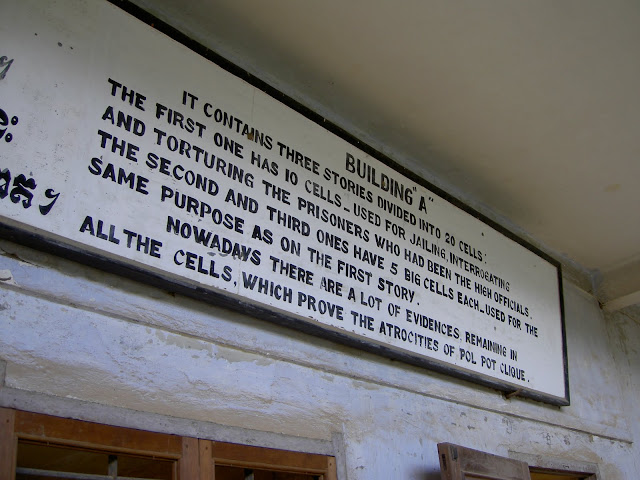 BUILDING "A"
IT CONTAINS THREE STORIES DIVIDED INTO 20 CELLS:
THE FIRST ONE HAS 10 CELLS_USED FOR JAILING, INTERROGATING
AND TORTURING THE PRISONERS WHO HAD BEEN THE HIGH OFFICIALS.
THE SECOND AND THIRD ONES HAVE 5 BIG CELLS EACH_USED FOR THE
SAME PURPOSE AS ON THE FIRST STORY.
NOWADAYS THERE ARE A LOT OF EVIDENCES REMAINING IN
ALL THE CELLS, WHICH PROVE THE ATROCITIES OF POL POT CLIQUE.